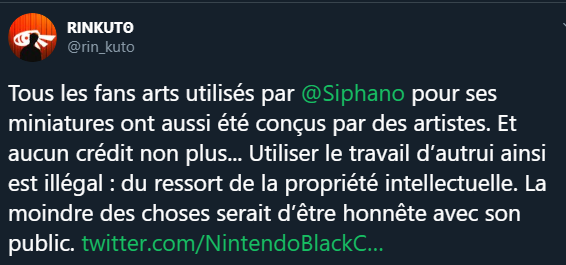 RINKUTΘ
@rin_kuto
Tous les fans arts utilisés par @Siphano pour ses
miniatures ont aussi été conçus par des artistes. Et
aucun crédit non plus... Utiliser le travail d'autrui ainsi
est illégal : du ressort de la propriété intellectuelle. La
moindre des choses serait d'être honnête avec son
public. twitter.com/NintendoBlackC...